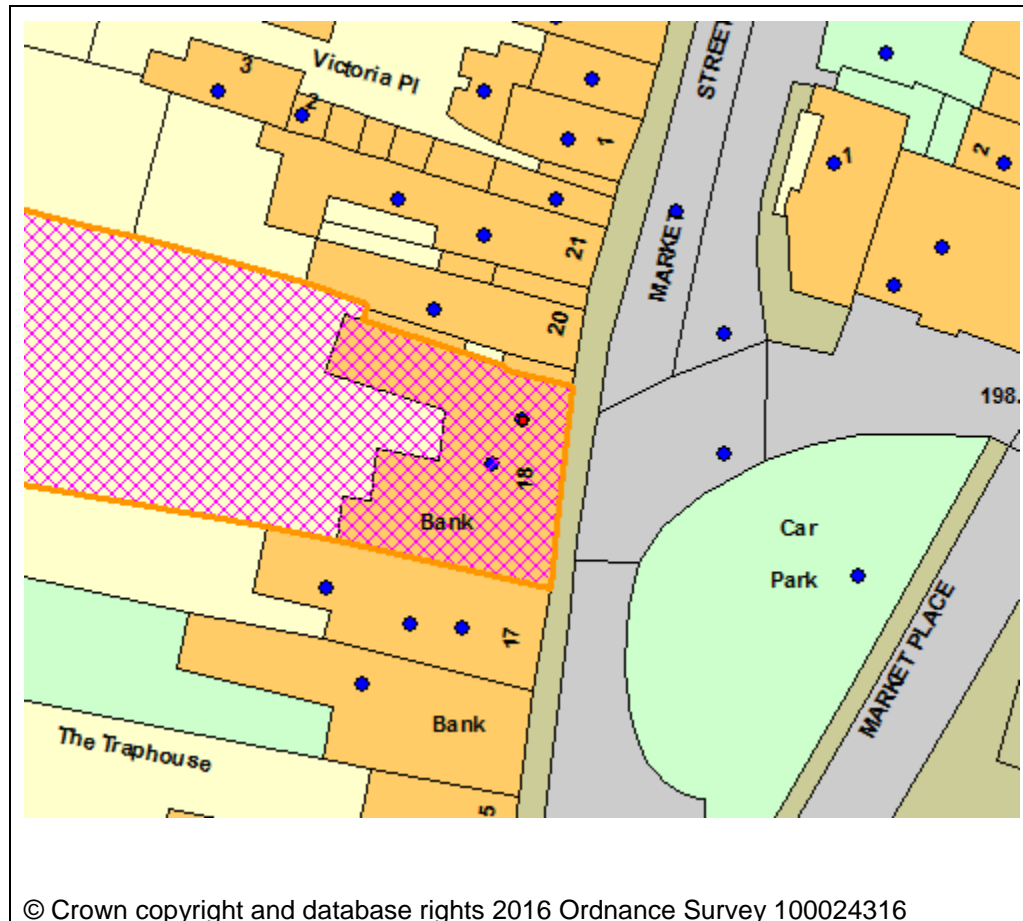 3
Victoria Pl
2
1
STREET
1
2
21
MARKET
20
198.
18
Bank
Car
Park
17
MARKET PLACE
Bank
The Traphouse
5
© Crown copyright and database rights 2016 Ordnance Survey 100024316